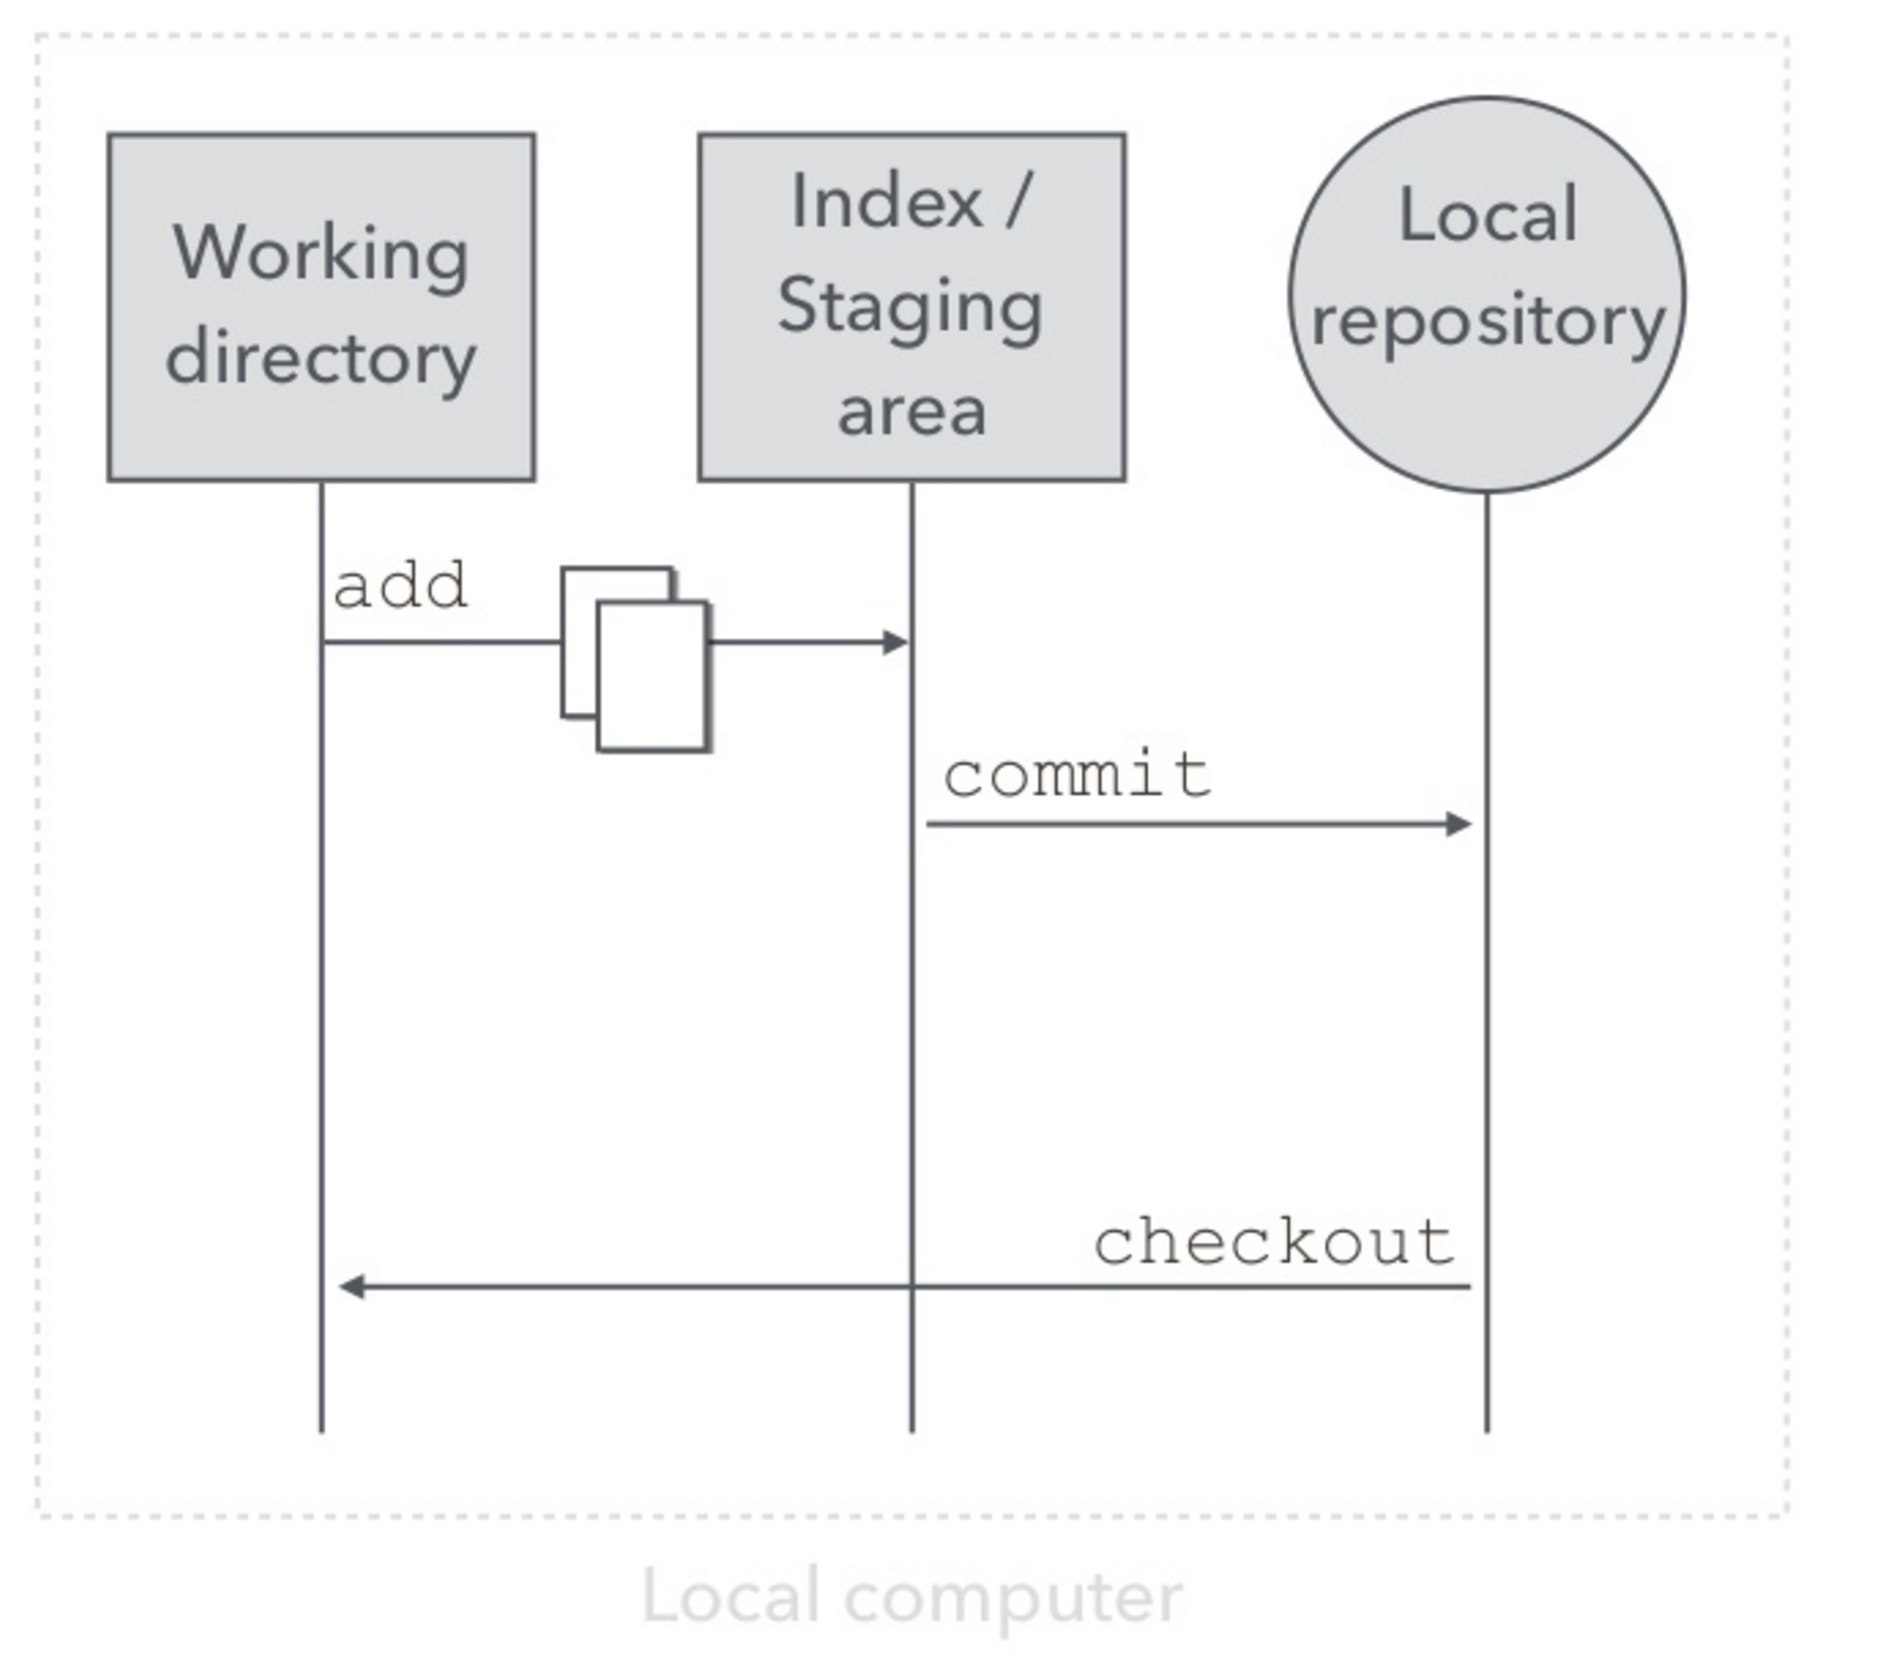 Working
directory
Index /
Staging
area
Local
repository
add
commit
checkout
Local computer